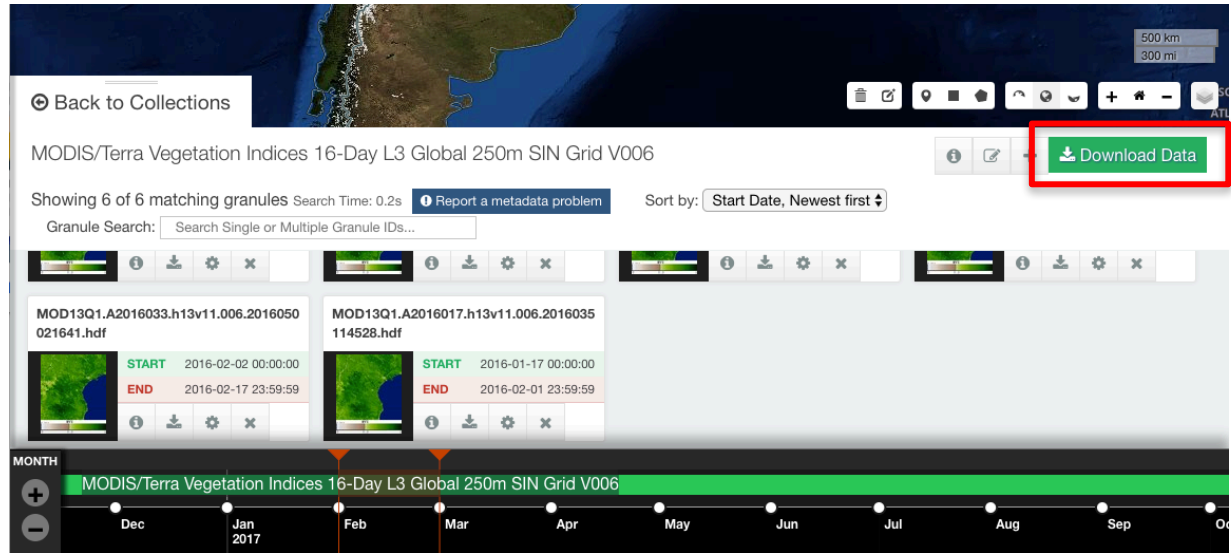 500 km
300 mi
Back to Collections
MODIS/Terra Vegetation Indices 16-Day L3 Global 250m SIN Grid V006
Download Data
Showing 6 of 6 matching granules Search Time: 0.2s Report a metadata problem Sort by: Start Date, Newest first
Granule Search: Search Single or Multiple Granule IDs...
MOD13Q1.A2016033.h13v11.006.2016050
021641.hdf
START 2016-02-02 00:00:00
END 2016-02-17 23:59:59
MOD13Q1.A2016017.h13v11.006.2016035
114528.hdf
START 2016-01-17 00:00:00
END 2016-02-01 23:59:59
MONTH
MODIS/Terra Vegetation Indices 16-Day L3 Global 250m SIN Grid V006
Dec Jan Feb Mar Apr May Jun Jul Aug Sep
2017